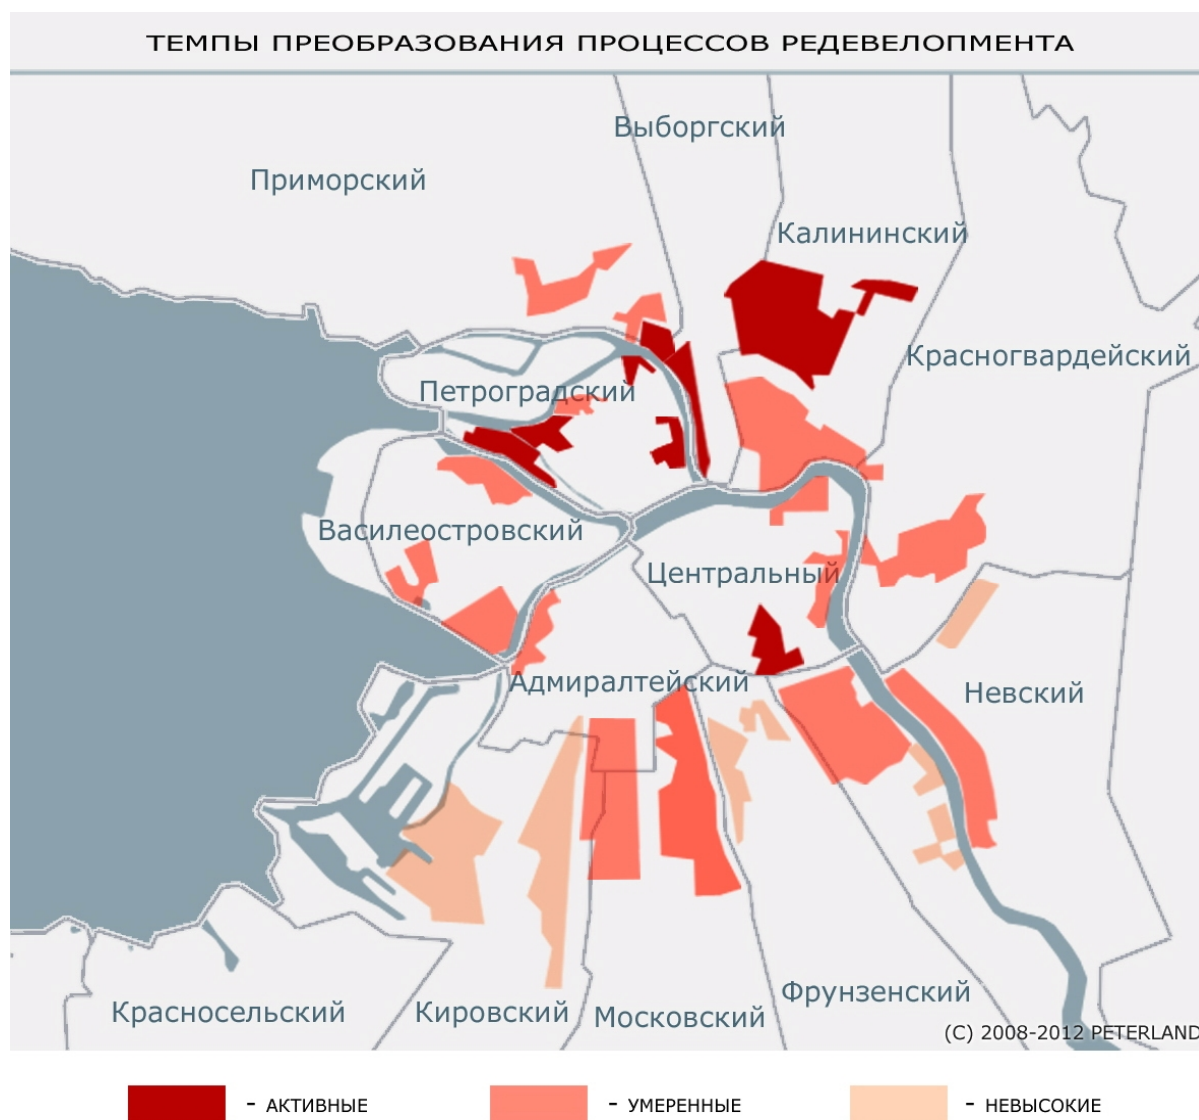 ТЕМПЫ ПРЕОБРАЗОВАНИЯ ПРОЦЕССОВ РЕДЕВЕЛОПМЕНТА
Выборгский
Приморский
Калининский
Красногвардейский
Петроградский
Василеостровский
Центральный
Адмиралтейский
Невский
Фрунзенский
Красносельский
Кировский
Московский
(C) 2008-2012 PETERLAND
- АКТИВНЫЕ
- УМЕРЕННЫЕ
- НЕВЫСОКИЕ